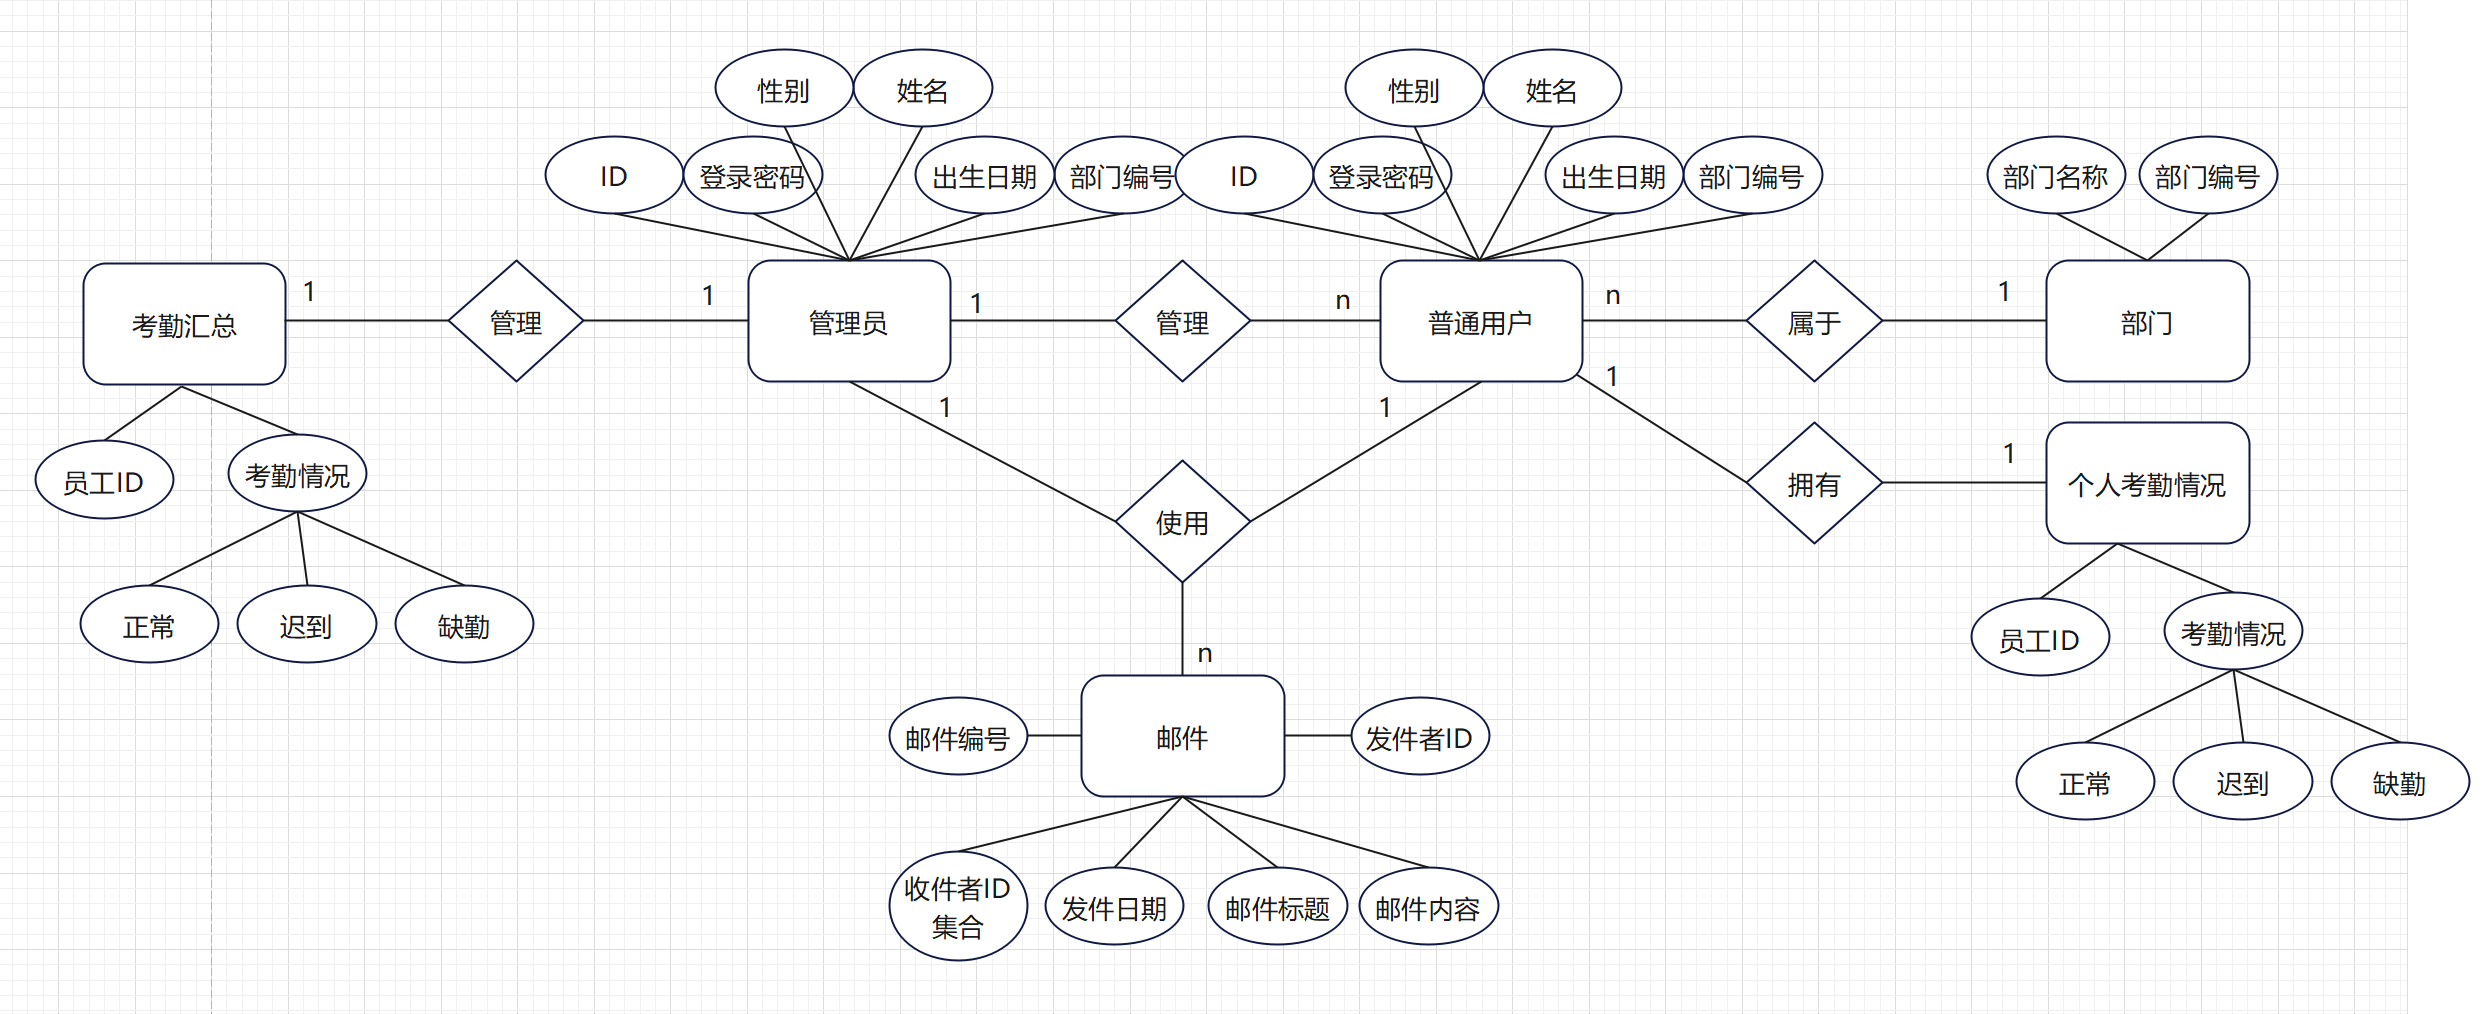 性别
姓名
性别
姓名
ID
登录密码
出生日期
部门编号
ID
登录密码
出生日期
部门编号
部门名称
部门编号
考勤汇总
1
管理
1
管理员
1
管理
n
普通用户
n
属于
1
部门
1
1
1
1
员工ID
考勤情况
使用
拥有
个人考勤情况
正常
迟到
缺勤
n
员工ID
考勤情况
邮件编号
邮件
发件者ID
正常
迟到
缺勤
收件者ID
集合
发件日期
邮件标题
邮件内容